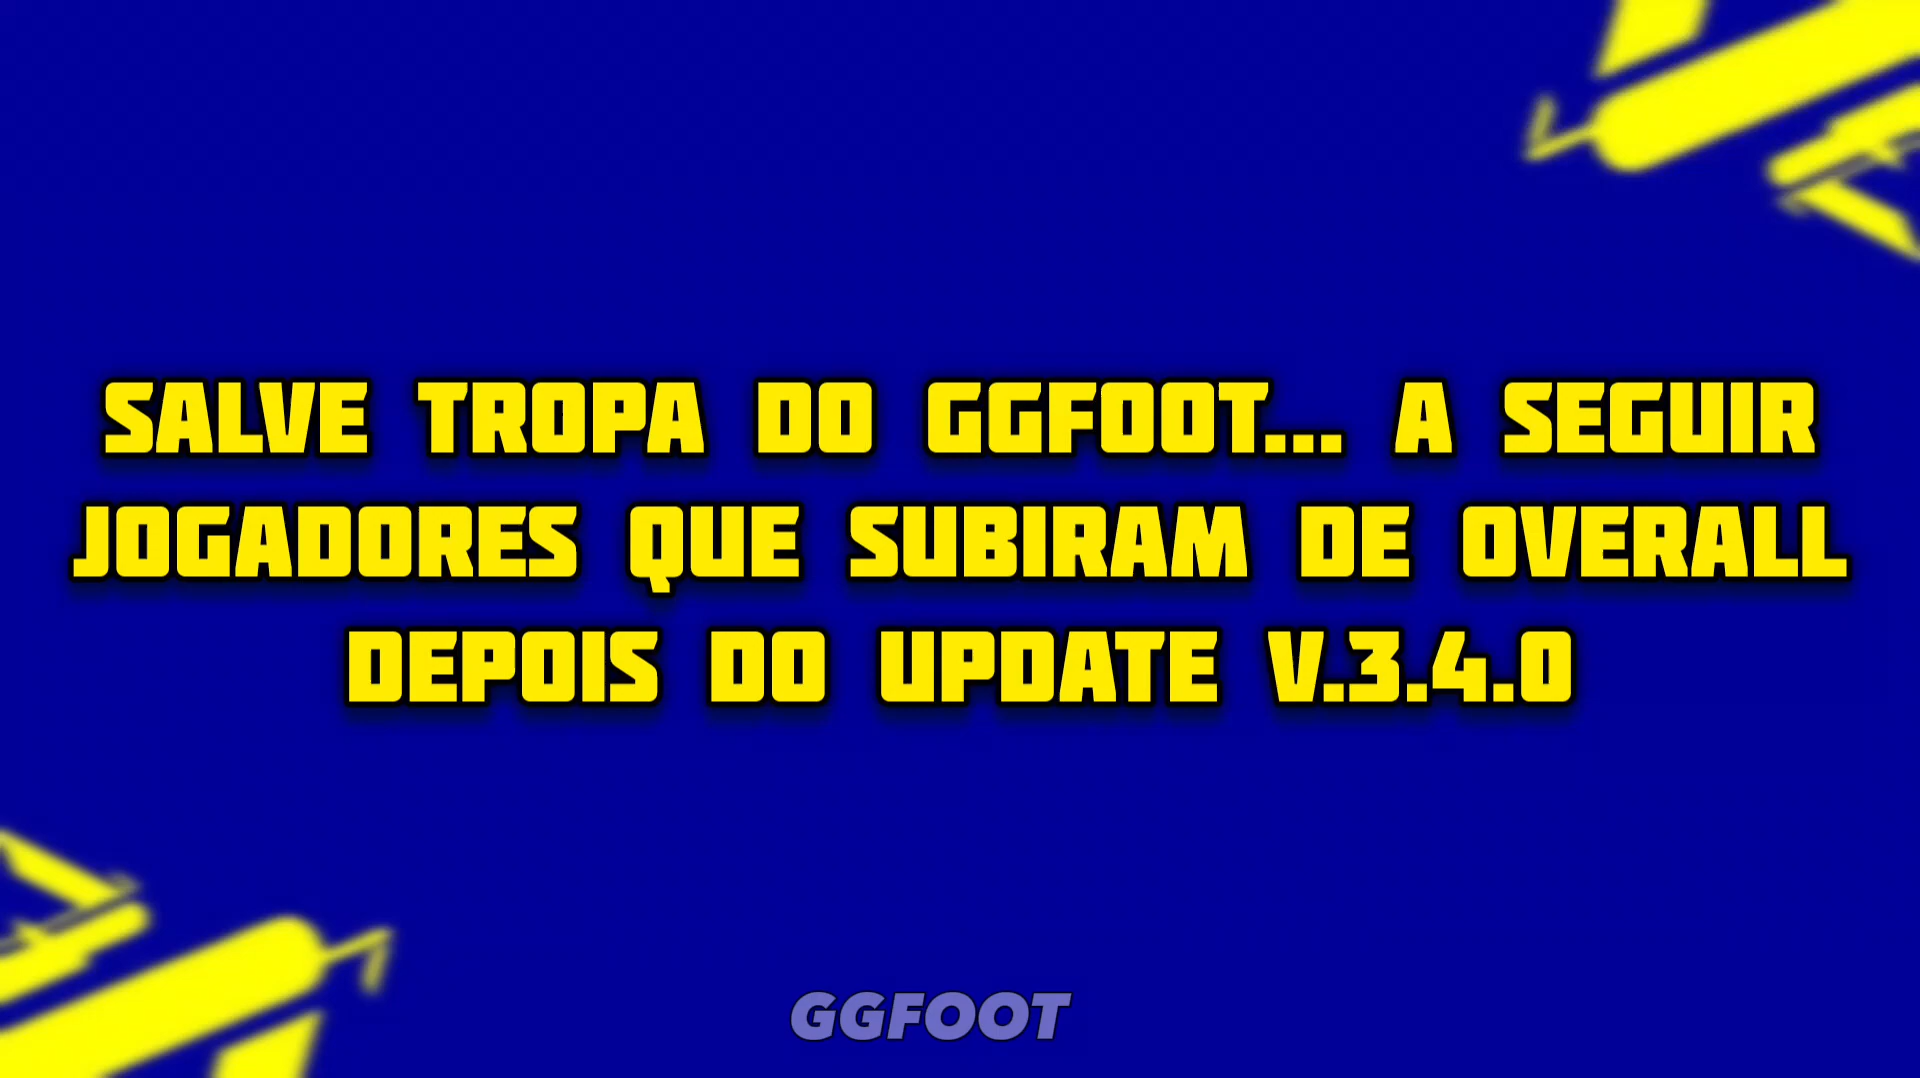 SALVE TROPA DO GGFOOT... A SEGUIR
JOGADORES QUE SUBIRAM DE OVERALL
DEPOIS DO UPDATE V.3.4.0
GGFOOT